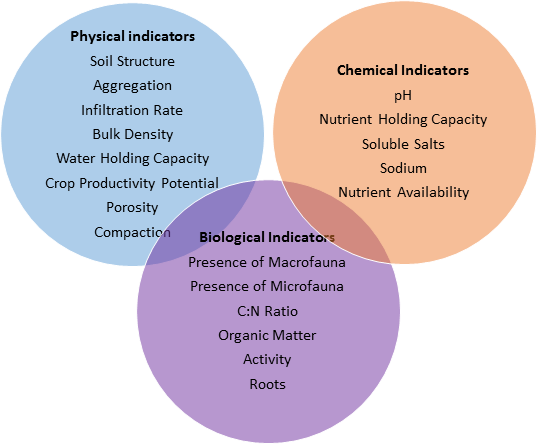 Physical indicators
Soil Structure
Aggregation
Infiltration Rate
Bulk Density
Water Holding Capacity
Crop Productivity Potential
Porosity
Compaction
Chemical Indicators
pH
Nutrient Holding Capacity
Soluble Salts
Sodium
Nutrient Availability
Biological Indicators
Presence of Macrofauna
Presence of Microfauna
C:N Ratio
Organic Matter
Activity
Roots